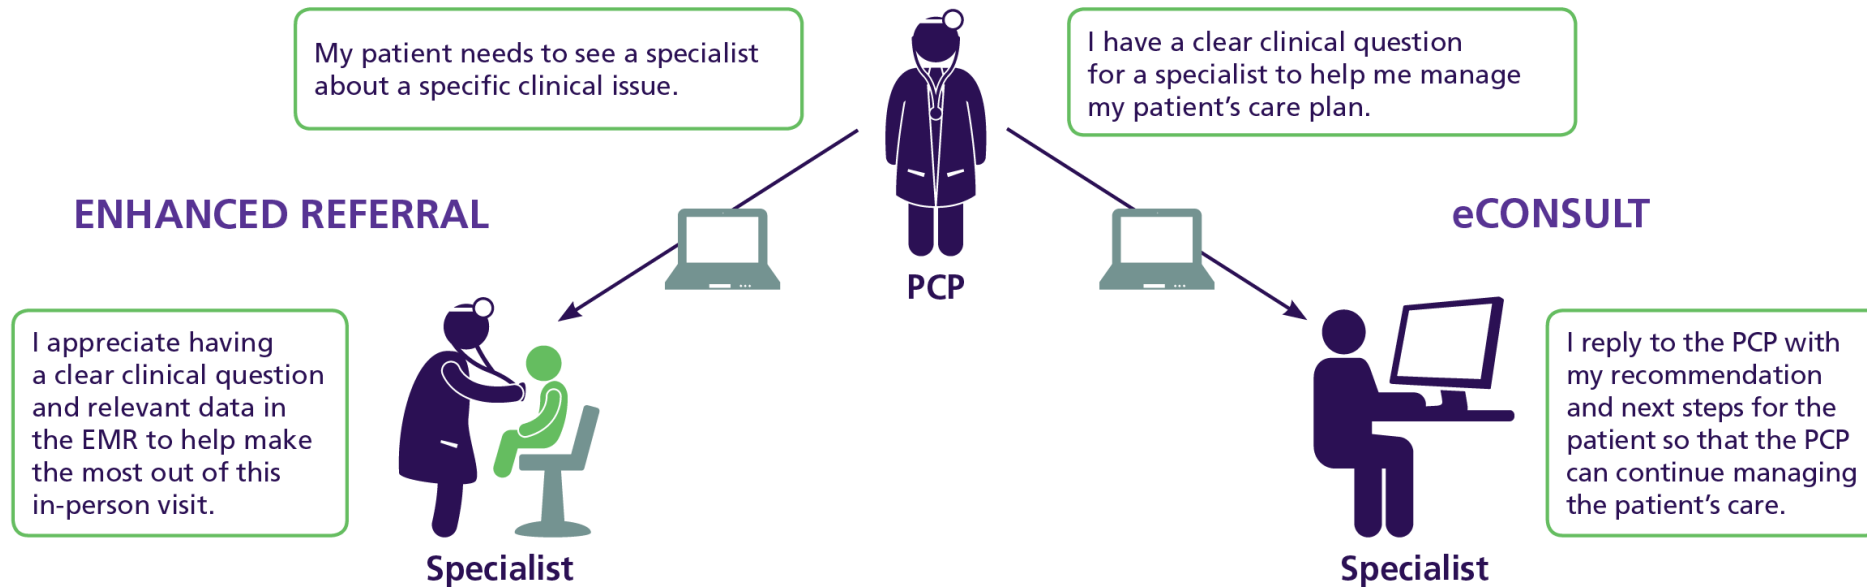 My patient needs to see a specialist
about a specific clinical issue.
I have a clear clinical question
for a specialist to help me manage
my patient’s care plan.
ENHANCED REFERRAL
eCONSULT
PCP
I appreciate having
a clear clinical question
and relevant data in
the EMR to help make
the most out of this
in-person visit.
I reply to the PCP with
my recommendation
and next steps for the
patient so that the PCP
can continue managing
the patient’s care.
Specialist
Specialist